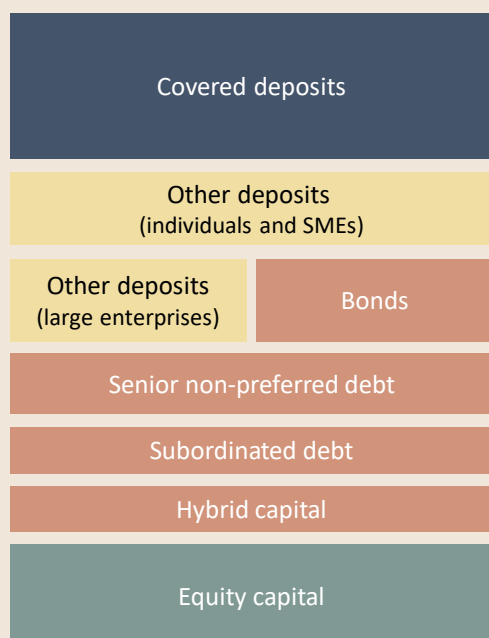 Covered deposits
Other deposits
(individuals and SMEs)
Other deposits
(large enterprises)
Bonds
Senior non-preferred debt
Subordinated debt
Hybrid capital
Equity capital